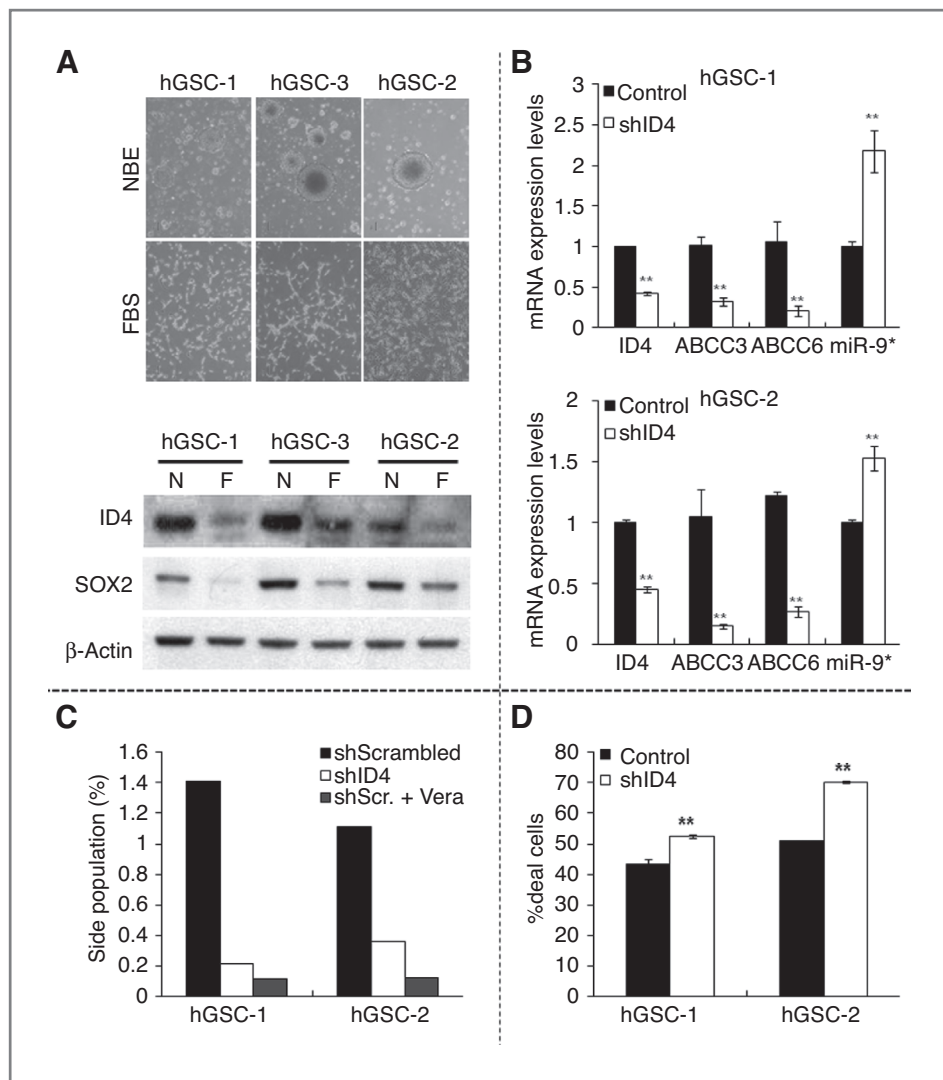 A
hGSC-1 hGSC-3 hGSC-2
NBE
FBS
hGSC-1 hGSC-3 hGSC-2
N F N F N F
ID4
SOX2
β-Actin
B
hGSC-1
mRNA expression levels
3
2.5
2
1.5
1
0.5
0
Control
shID4
** ** ** **
ID4 ABCC3 ABCC6 miR-9*
hGSC-2
mRNA expression levels
2
1.5
1
0.5
0
Control
shID4
** ** ** **
ID4 ABCC3 ABCC6 miR-9*
C
Side population (%)
1.6
1.4
1.2
1
0.8
0.6
0.4
0.2
0
shScrambled
shID4
shScr. + Vera
hGSC-1 hGSC-2
D
%deal cells
80
70
60
50
40
30
20
10
0
Control
shID4
** **
hGSC-1 hGSC-2